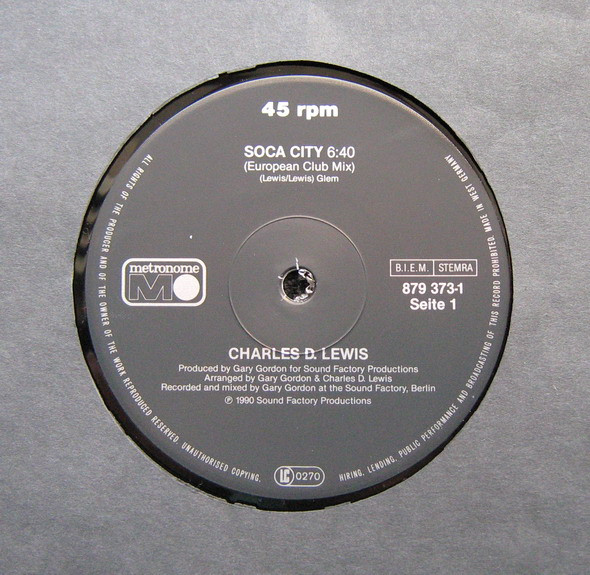 45 rpm
SOCA CITY 6:40
(European Club Mix)
(Lewis/Lewis) Glem
metronome
M
B.I.E.M. STEMRA
879 373-1
Seite 1
CHARLES D. LEWIS
Produced by Gary Gordon for Sound Factory Productions
Arranged by Gary Gordon & Charles D. Lewis
Recorded and mixed by Gary Gordon at the Sound Factory, Berlin
℗ 1990 Sound Factory Productions
LC 0270
ALL RIGHTS OF THE PRODUCER AND OF THE OWNER OF THE WORK REPRODUCED RESERVED. UNAUTHORISED COPYING, HIRING, LENDING, PUBLIC PERFORMANCE AND BROADCASTING OF THIS RECORD PROHIBITED. MADE IN WEST GERMANY